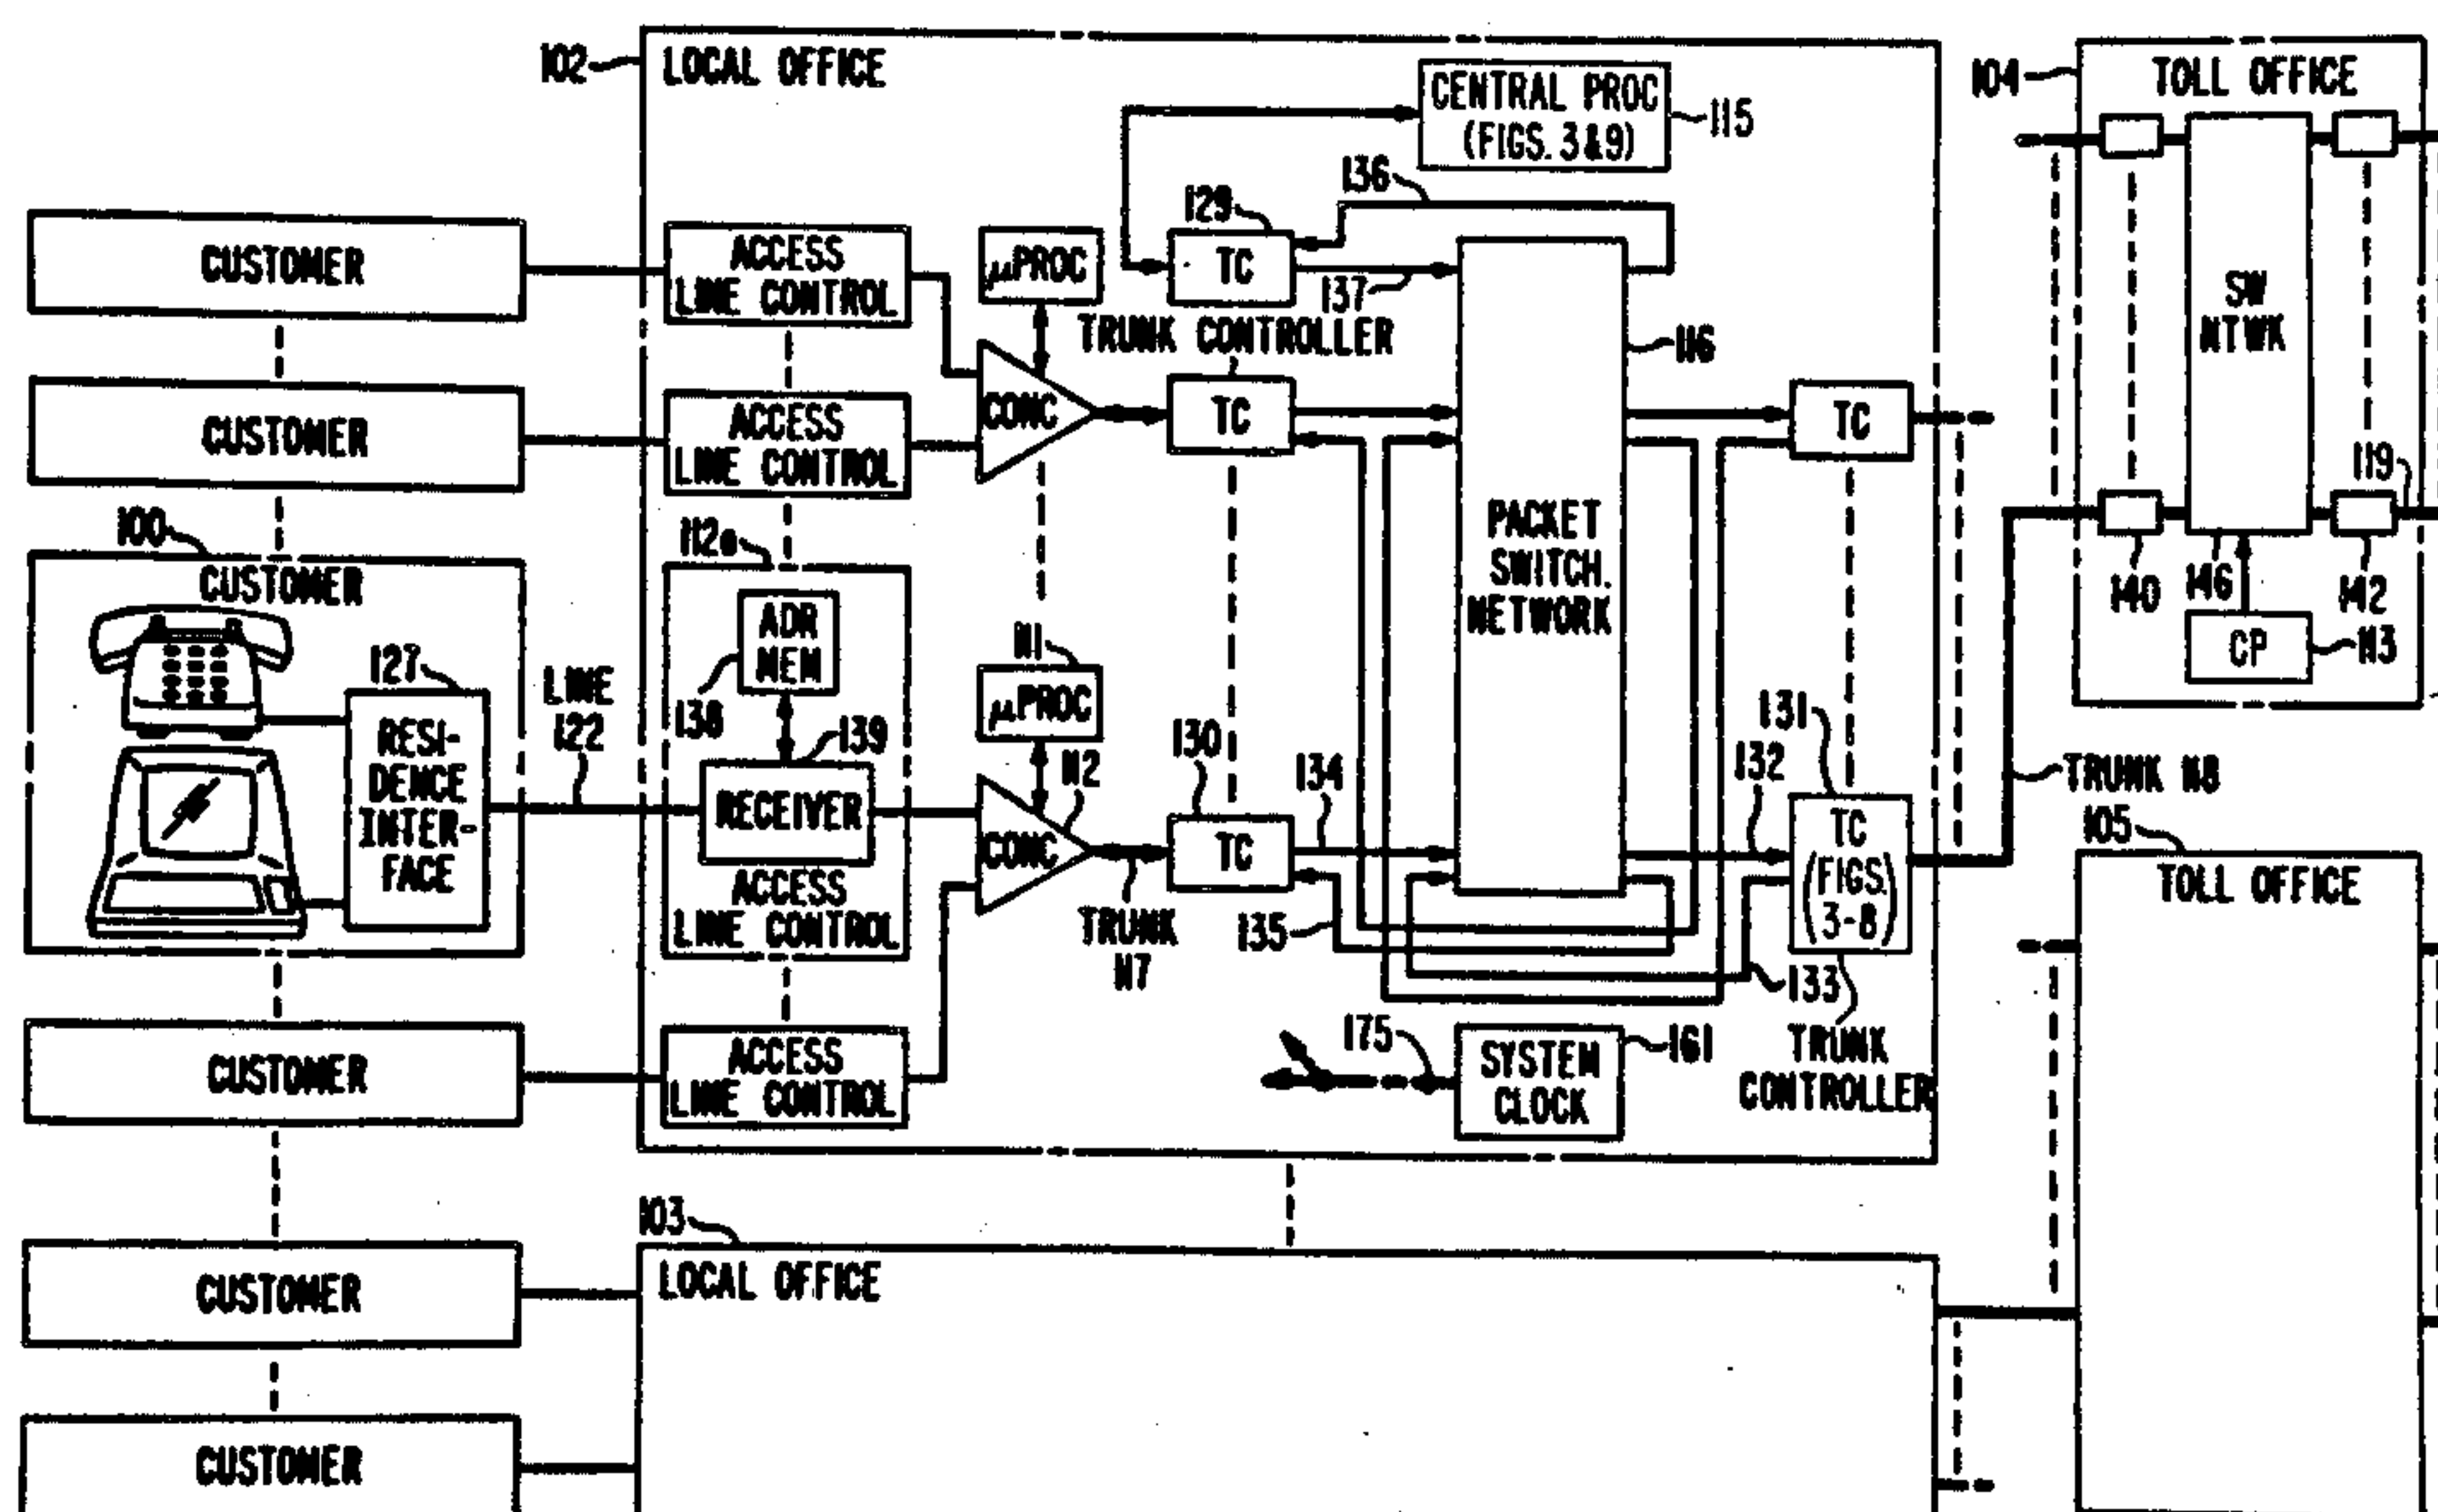 102
LOCAL OFFICE
CENTRAL PROC
(FIGS. 3&9)
115
104
TOLL OFFICE
136
129
TC
137
TRUNK CONTROLLER
CUSTOMER
ACCESS
LINE CONTROL
μPROC
116
SW
NTWK
CUSTOMER
ACCESS
LINE CONTROL
CONC
TC
TC
119
PACKET
SWITCH.
NETWORK
140
146
142
CP
113
100
CUSTOMER
127
RESI-
DENCE
INTER-
FACE
LINE
122
112a
ADR
MEM
138
139
RECEIVER
ACCESS
LINE CONTROL
111
μPROC
112
CONC
130
TC
134
TRUNK
117
135
131
132
TC
(FIGS.
3-8)
133
TRUNK
CONTROLLER
TRUNK 118
105
TOLL OFFICE
CUSTOMER
ACCESS
LINE CONTROL
175
SYSTEM
CLOCK
161
103
LOCAL OFFICE
CUSTOMER
CUSTOMER